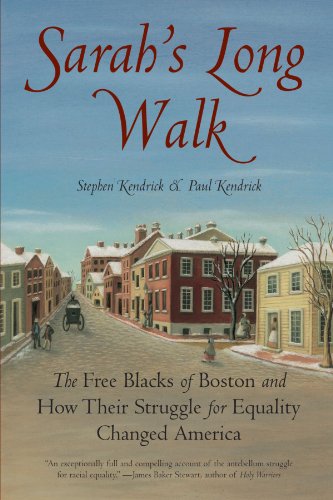 Sarah's Long
Walk
Stephen Kendrick & Paul Kendrick
The Free Blacks of Boston and
How Their Struggle for Equality
Changed America
"An exceptionally full and compelling account of the antebellum struggle
for racial equality."—James Baker Stewart, author of Holy Warriors